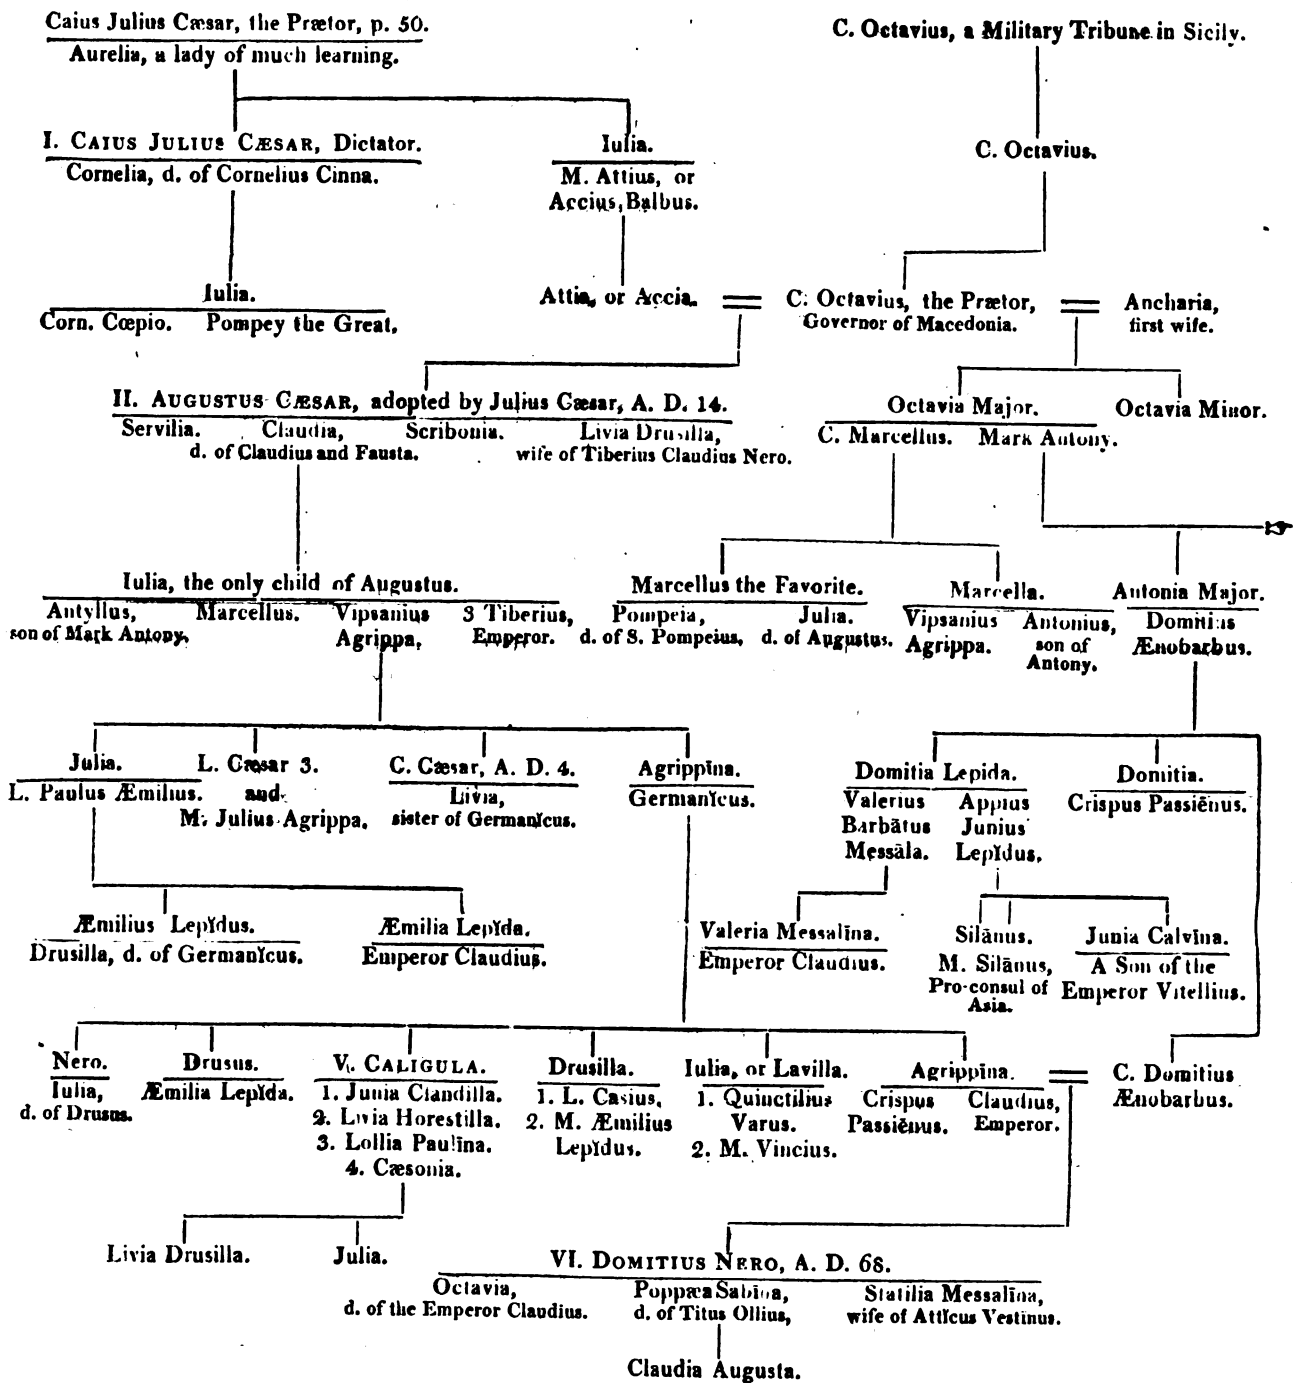 Caius Julius Cæsar, the Prætor, p. 50.
Aurelia, a lady of much learning.
C. Octavius, a Military Tribune in Sicily.
I. CAIUS JULIUS CÆSAR, Dictator.
Cornelia, d. of Cornelius Cinna.
Iulia.
M. Attius, or
Accius, Balbus.
C. Octavius.
Iulia.
Corn. Cœpio. Pompey the Great.
Attia, or Accia.
C. Octavius, the Prætor,
Governor of Macedonia.
Ancharia,
first wife.
II. AUGUSTUS CÆSAR, adopted by Julius Cæsar, A. D. 14.
Servilia. Claudia, Scribonia. Livia Drusilla,
d. of Claudius and Fausta. wife of Tiberius Claudius Nero.
Octavia Major.
C. Marcellus. Mark Antony.
Octavia Minor.
Iulia, the only child of Augustus.
Antyllus, Marcellus. Vipsanius 3 Tiberius,
son of Mark Antony. Agrippa. Emperor.
Marcellus the Favorite.
Pompeia, Julia.
d. of S. Pompeius. d. of Augustus.
Marcella.
Vipsanius Antonius,
Agrippa. son of
Antony.
Antonia Major.
Domitius
Ænobarbus.
Julia.
L. Paulus Æmilius.
L. Cæsar 3.
and
M. Julius Agrippa.
C. Cæsar, A. D. 4.
Livia,
sister of Germanĭcus.
Agrippīna.
Germanĭcus.
Domitia Lepida.
Valerius Appius
Barbātus Junius
Messāla. Lepĭdus.
Domitia.
Crispus Passiēnus.
Æmilius Lepĭdus.
Drusilla, d. of Germanĭcus.
Æmilia Lepĭda.
Emperor Claudius.
Valeria Messalīna.
Emperor Claudius.
Silānus.
M. Silānus,
Pro-consul of
Asia.
Junia Calvīna.
A Son of the
Emperor Vitellius.
Nero.
Iulia,
d. of Drusus.
Drusus.
Æmilia Lepĭda.
V. CALIGULA.
1. Junia Clandilla.
2. Livia Horestilla.
3. Lollia Paulīna.
4. Cæsonia.
Drusilla.
1. L. Casius.
2. M. Æmilius
Lepĭdus.
Iulia, or Lavilla.
1. Quinctilius
Varus.
2. M. Vincius.
Agrippīna.
Crispus Claudius,
Passiēnus. Emperor.
C. Domitius
Ænobarbus.
Livia Drusilla.
Julia.
VI. DOMITIUS NERO, A. D. 68.
Octavia, Poppæa Sabīna, Statilia Messalīna,
d. of the Emperor Claudius. d. of Titus Ollius, wife of Attĭcus Vestinus.
Claudia Augusta.